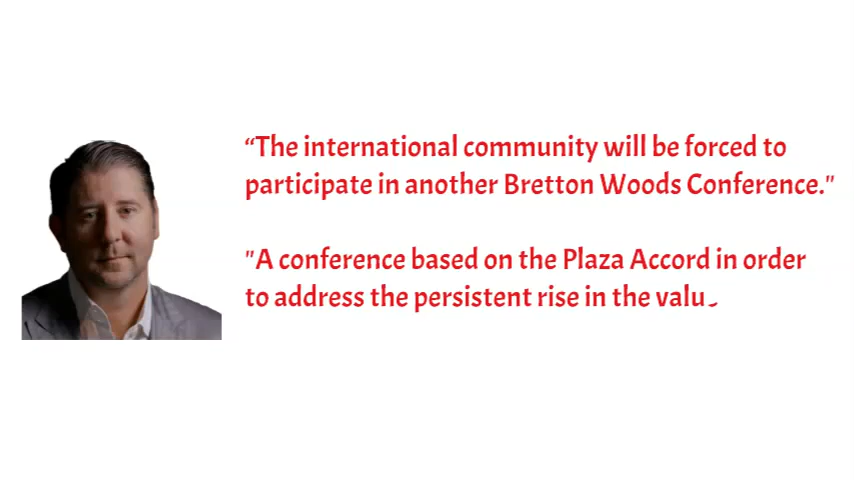 “The international community will be forced to
participate in another Bretton Woods Conference."
"A conference based on the Plaza Accord in order
to address the persistent rise in the valu